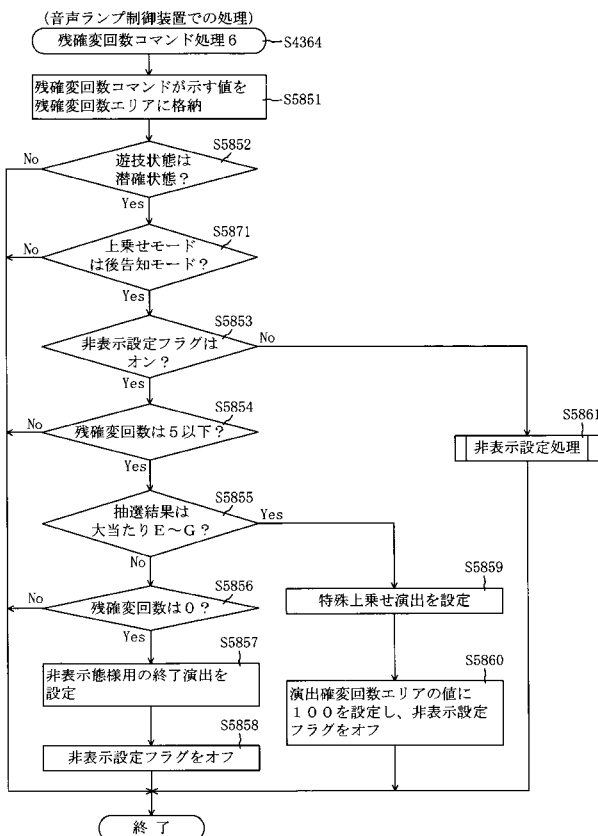 (音声ランプ制御装置での処理)
残確変回数コマンド処理6
S4364
残確変回数コマンドが示す値を
残確変回数エリアに格納
S5851
S5852
No
遊技状態は
潜確状態?
Yes
S5871
No
上乗せモード
は後告知モード?
Yes
S5853
No
非表示設定フラグは
オン?
Yes
S5854
No
残確変回数は5以下?
Yes
S5861
非表示設定処理
S5855
抽選結果は
大当たりE~G?
Yes
No
S5856
No
残確変回数は0?
Yes
S5859
特殊上乗せ演出を設定
S5857
非表示態様用の終了演出を
設定
S5860
演出確変回数エリアの値に
100を設定し、非表示設定
フラグをオフ
S5858
非表示設定フラグをオフ
終了